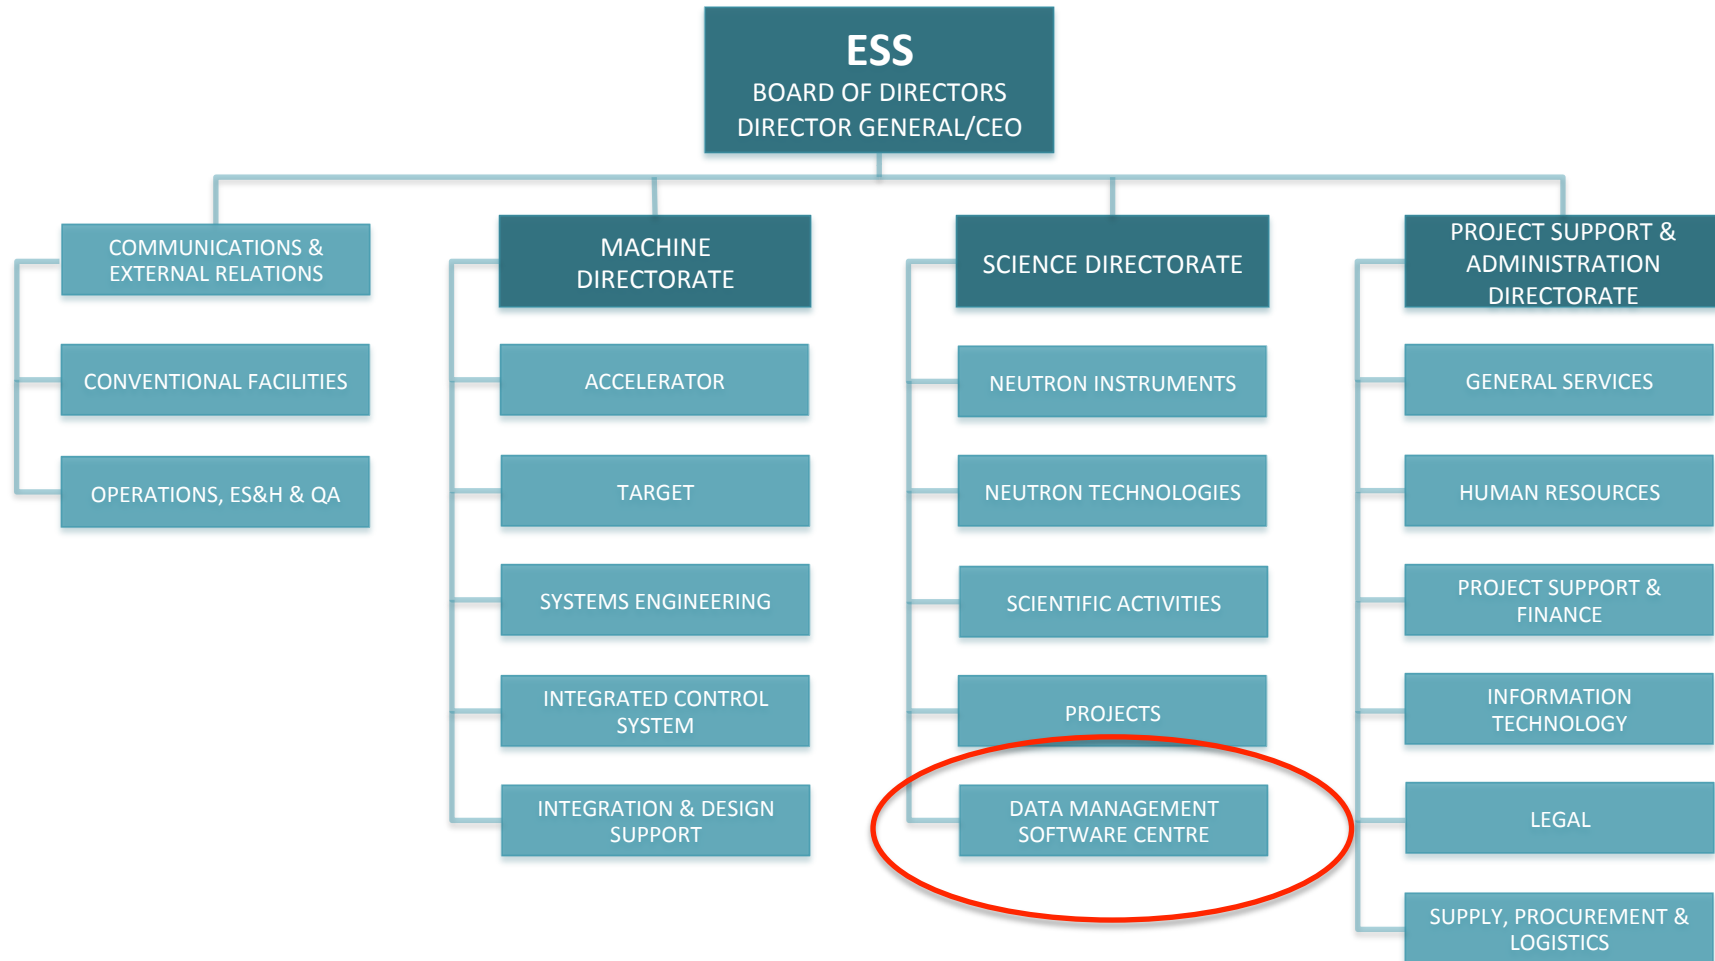 ESS
BOARD OF DIRECTORS
DIRECTOR GENERAL/CEO
COMMUNICATIONS &
EXTERNAL RELATIONS
CONVENTIONAL FACILITIES
OPERATIONS, ES&H & QA
MACHINE
DIRECTORATE
ACCELERATOR
TARGET
SYSTEMS ENGINEERING
INTEGRATED CONTROL
SYSTEM
INTEGRATION & DESIGN
SUPPORT
SCIENCE DIRECTORATE
NEUTRON INSTRUMENTS
NEUTRON TECHNOLOGIES
SCIENTIFIC ACTIVITIES
PROJECTS
DATA MANAGEMENT
SOFTWARE CENTRE
PROJECT SUPPORT &
ADMINISTRATION
DIRECTORATE
GENERAL SERVICES
HUMAN RESOURCES
PROJECT SUPPORT &
FINANCE
INFORMATION
TECHNOLOGY
LEGAL
SUPPLY, PROCUREMENT &
LOGISTICS